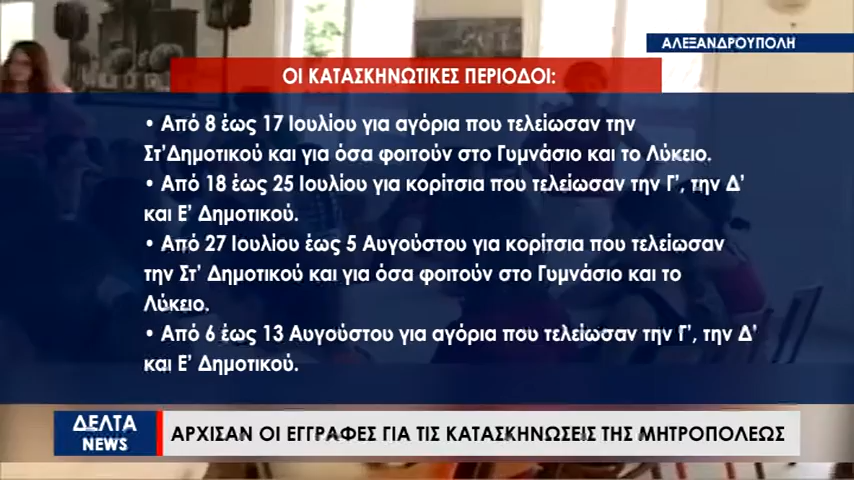 ΑΛΕΞΑΝΔΡΟΥΠΟΛΗ
ΟΙ ΚΑΤΑΣΚΗΝΩΤΙΚΕΣ ΠΕΡΙΟΔΟΙ:
• Από 8 έως 17 Ιουλίου για αγόρια που τελείωσαν την
Στ’Δημοτικού και για όσα φοιτούν στο Γυμνάσιο και το Λύκειο.
• Από 18 έως 25 Ιουλίου για κορίτσια που τελείωσαν την Γ’, την Δ’
και Ε’ Δημοτικού.
• Από 27 Ιουλίου έως 5 Αυγούστου για κορίτσια που τελείωσαν
την Στ’ Δημοτικού και για όσα φοιτούν στο Γυμνάσιο και το
Λύκειο.
• Από 6 έως 13 Αυγούστου για αγόρια που τελείωσαν την Γ’, την Δ’
και Ε’ Δημοτικού.
ΔΕΛΤΑ
NEWS
ΑΡΧΙΣΑΝ ΟΙ ΕΓΓΡΑΦΕΣ ΓΙΑ ΤΙΣ ΚΑΤΑΣΚΗΝΩΣΕΙΣ ΤΗΣ ΜΗΤΡΟΠΟΛΕΩΣ